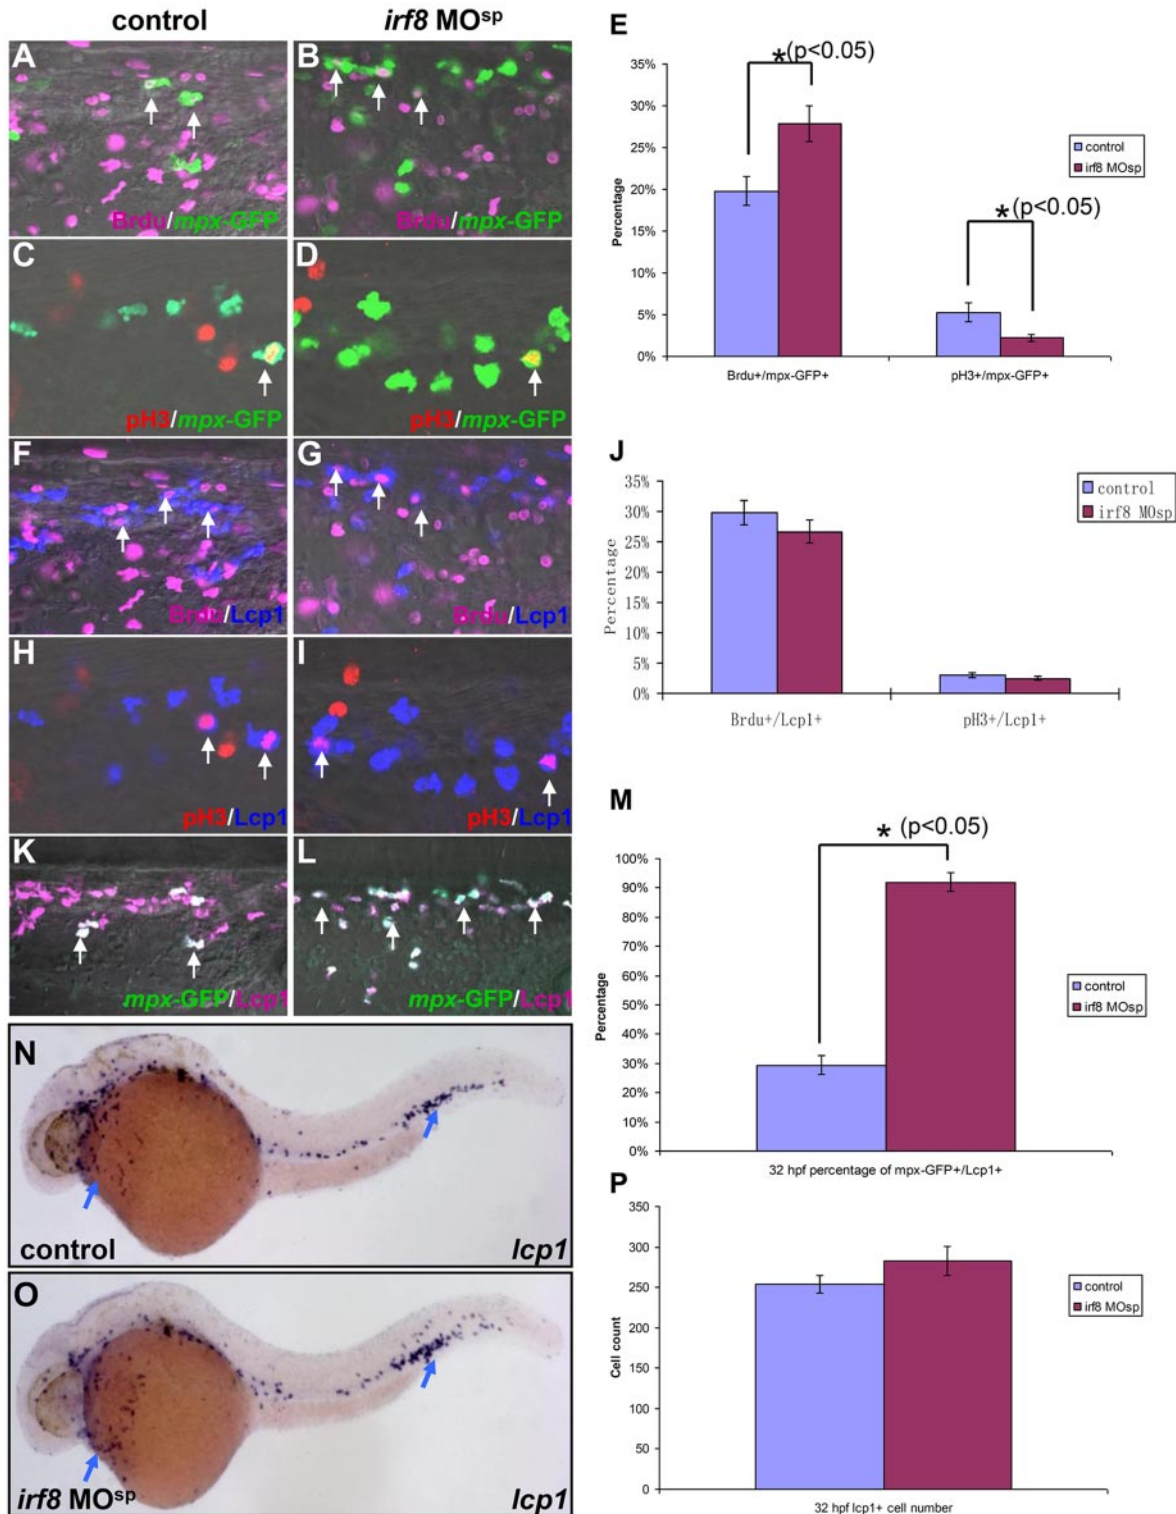 control
irf8 MOsp
A
Brdu/mpx-GFP
B
Brdu/mpx-GFP
C
pH3/mpx-GFP
D
pH3/mpx-GFP
F
Brdu/Lcp1
G
Brdu/Lcp1
H
pH3/Lcp1
I
pH3/Lcp1
K
mpx-GFP/Lcp1
L
mpx-GFP/Lcp1
N
control
lcp1
O
irf8 MOsp
lcp1
E
*(p<0.05)
*(p<0.05)
35%
30%
25%
20%
15%
10%
5%
0%
Percentage
Brdu+/mpx-GFP+
pH3+/mpx-GFP+
control
irf8 MOsp
J
35%
30%
25%
20%
15%
10%
5%
0%
Percentage
Brdu+/Lcp1+
pH3+/Lcp1+
control
irf8 MOsp
M
* (p<0.05)
100%
90%
80%
70%
60%
50%
40%
30%
20%
10%
0%
Percentage
32 hpf percentage of mpx-GFP+/Lcp1+
control
irf8 MOsp
P
350
300
250
200
150
100
50
0
Cell count
32 hpf lcp1+ cell number
control
irf8 MOsp